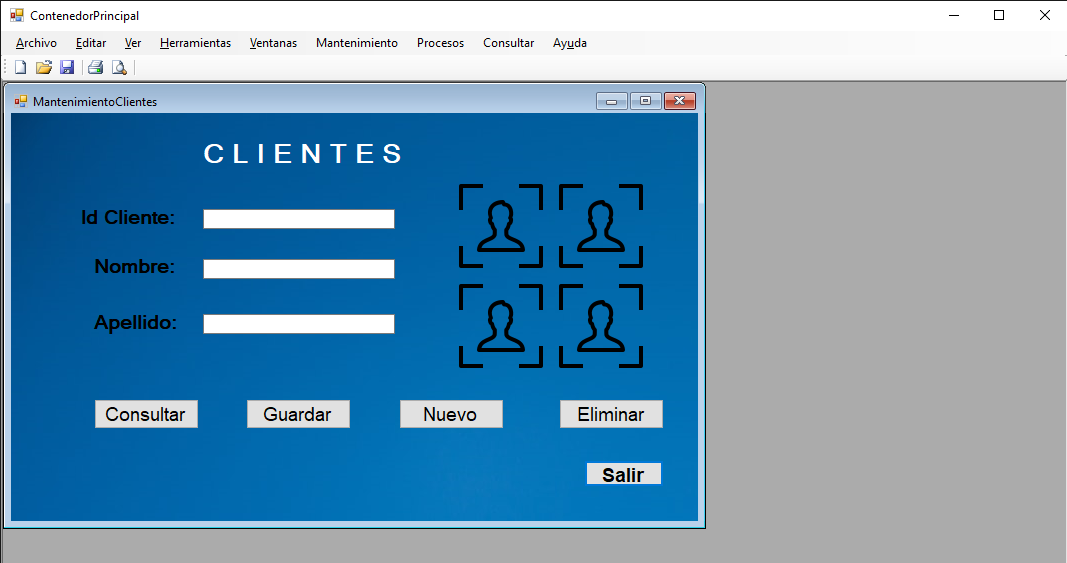 ContenedorPrincipal
Archivo Editar Ver Herramientas Ventanas Mantenimiento Procesos Consultar Ayuda
MantenimientoClientes
CLIENTES
Id Cliente:
Nombre:
Apellido:
Consultar Guardar Nuevo Eliminar
Salir